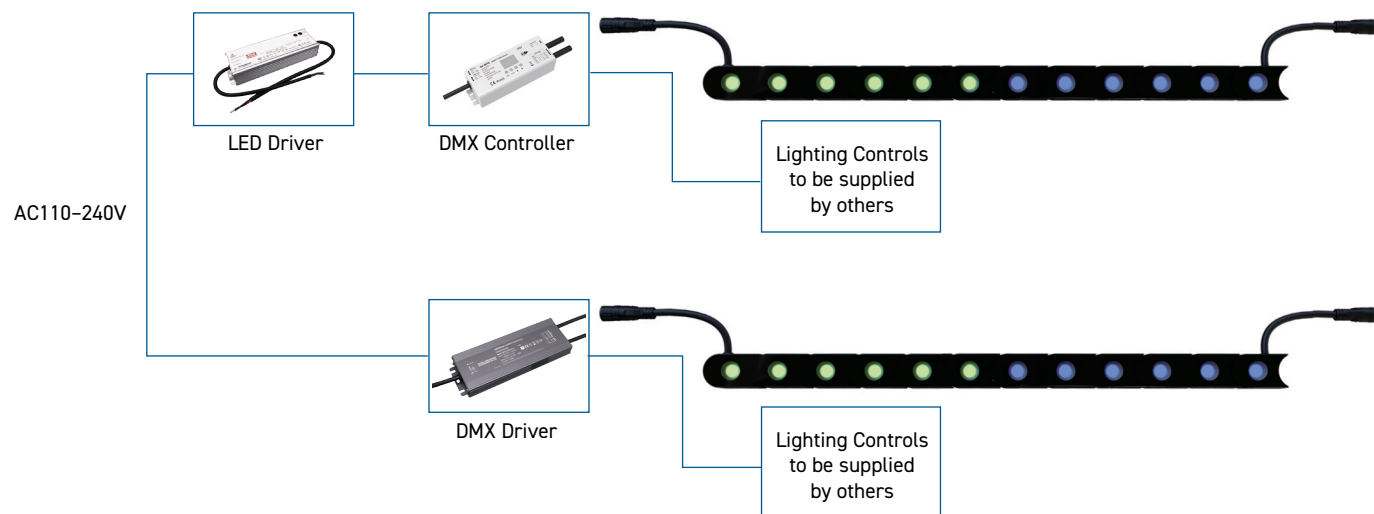 LED Driver
DMX Controller
Lighting Controls
to be supplied
by others
AC110–240V
DMX Driver
Lighting Controls
to be supplied
by others